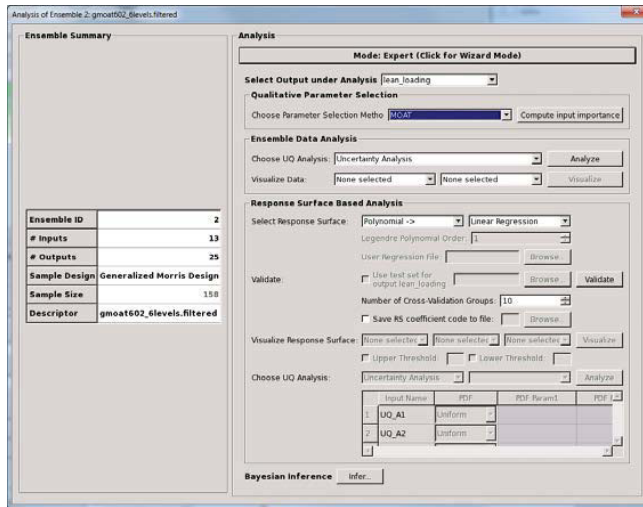 Analysis of Ensemble 2: gmoat602_6levels.filtered
Ensemble Summary
Ensemble ID 2
# Inputs 13
# Outputs 25
Sample Design Generalized Morris Design
Sample Size 158
Descriptor gmoat602_6levels.filtered
Analysis
Mode: Expert (Click for Wizard Mode)
Select Output under Analysis lean_loading
Qualitative Parameter Selection
Choose Parameter Selection Metho MOAT Compute input importance
Ensemble Data Analysis
Choose UQ Analysis: Uncertainty Analysis Analyze
Visualize Data: None selected None selected Visualize
Response Surface Based Analysis
Select Response Surface: Polynomial -> Linear Regression
Legendre Polynomial Order: 1
User Regression File: Browse...
Validate: Use test set for output lean_loading Browse... Validate
Number of Cross-Validation Groups: 10
Save RS coefficient code to file: Browse...
Visualize Response Surface: None selected None selected None selected Visualize
Upper Threshold: Lower Threshold:
Choose UQ Analysis: Uncertainty Analysis Analyze
Input Name PDF PDF Param1 PDF
1 UQ_A1 Uniform
2 UQ_A2 Uniform
Bayesian Inference Infer...